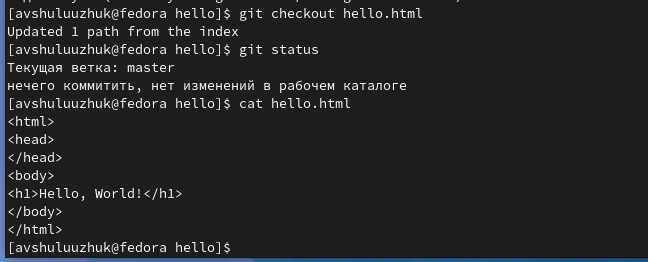 [avshuluuzhuk@fedora hello]$ git checkout hello.html
Updated 1 path from the index
[avshuluuzhuk@fedora hello]$ git status
Текущая ветка: master
нечего коммитить, нет изменений в рабочем каталоге
[avshuluuzhuk@fedora hello]$ cat hello.html
<html>
<head>
</head>
<body>
<h1>Hello, World!</h1>
</body>
</html>
[avshuluuzhuk@fedora hello]$